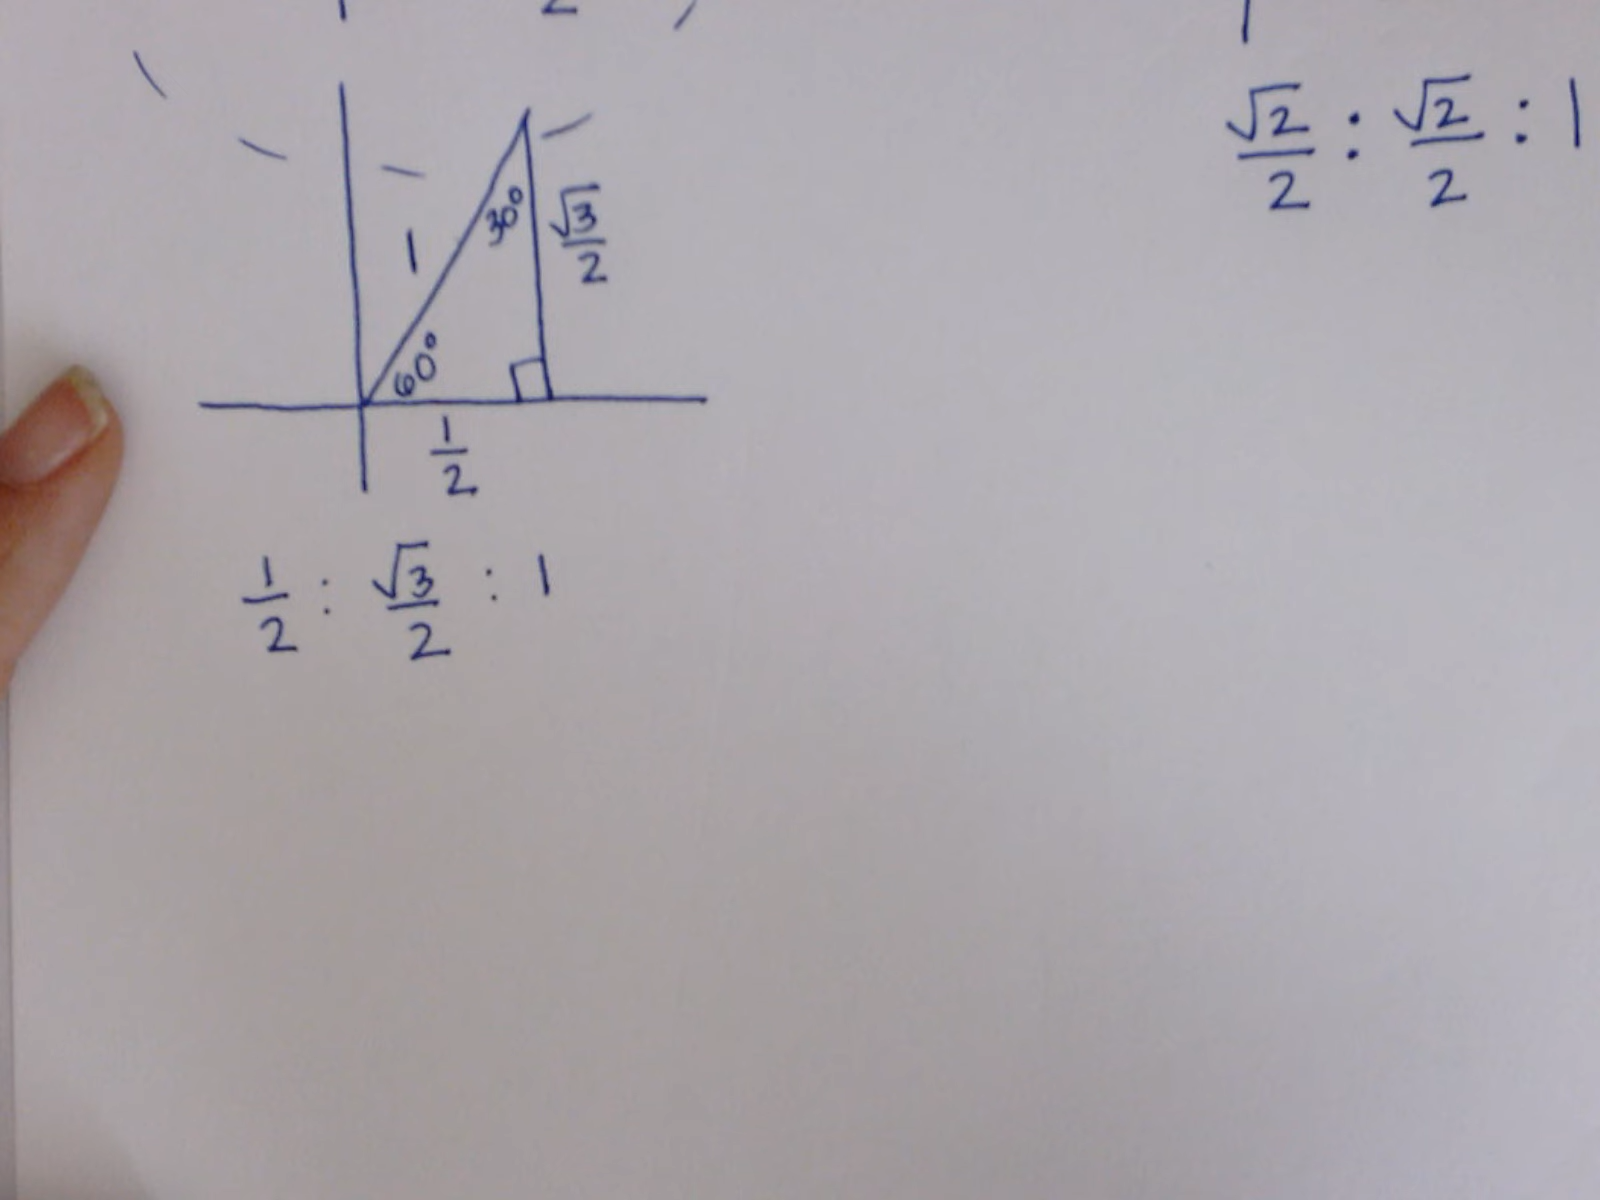 √2/2 : √2/2 : 1
1
30°
√3/2
60°
1/2
1/2 : √3/2 : 1